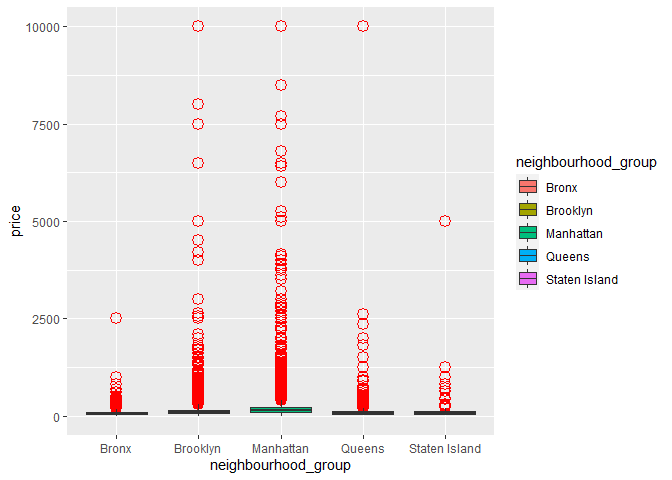 10000
7500
5000
2500
0
price
Bronx Brooklyn Manhattan Queens Staten Island
neighbourhood_group
neighbourhood_group
Bronx
Brooklyn
Manhattan
Queens
Staten Island